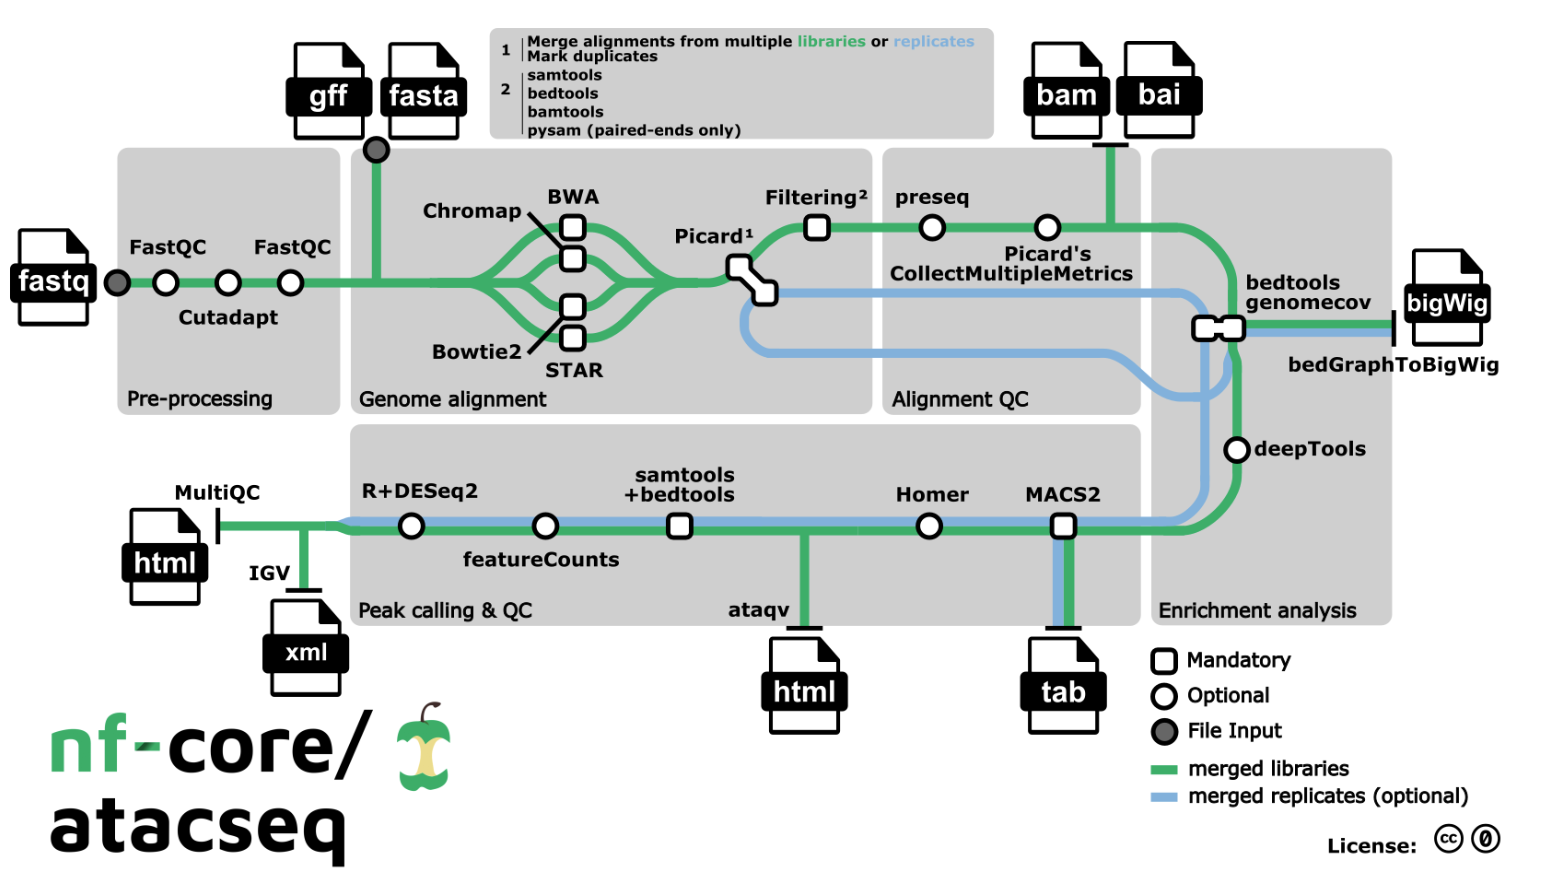 1 Merge alignments from multiple libraries or replicates
Mark duplicates
2 samtools
bedtools
bamtools
pysam (paired-ends only)
gff
fasta
bam
bai
fastq
FastQC
FastQC
Cutadapt
Pre-processing
Chromap
BWA
Bowtie2
STAR
Picard¹
Filtering²
Genome alignment
preseq
Picard's
CollectMultipleMetrics
Alignment QC
bedtools
genomecov
bigWig
bedGraphToBigWig
deepTools
Enrichment analysis
MultiQC
html
IGV
xml
R+DESeq2
featureCounts
samtools
+bedtools
Homer
MACS2
Peak calling & QC
ataqv
html
tab
Mandatory
Optional
File Input
merged libraries
merged replicates (optional)
License: cc 0
nf-core/
atacseq